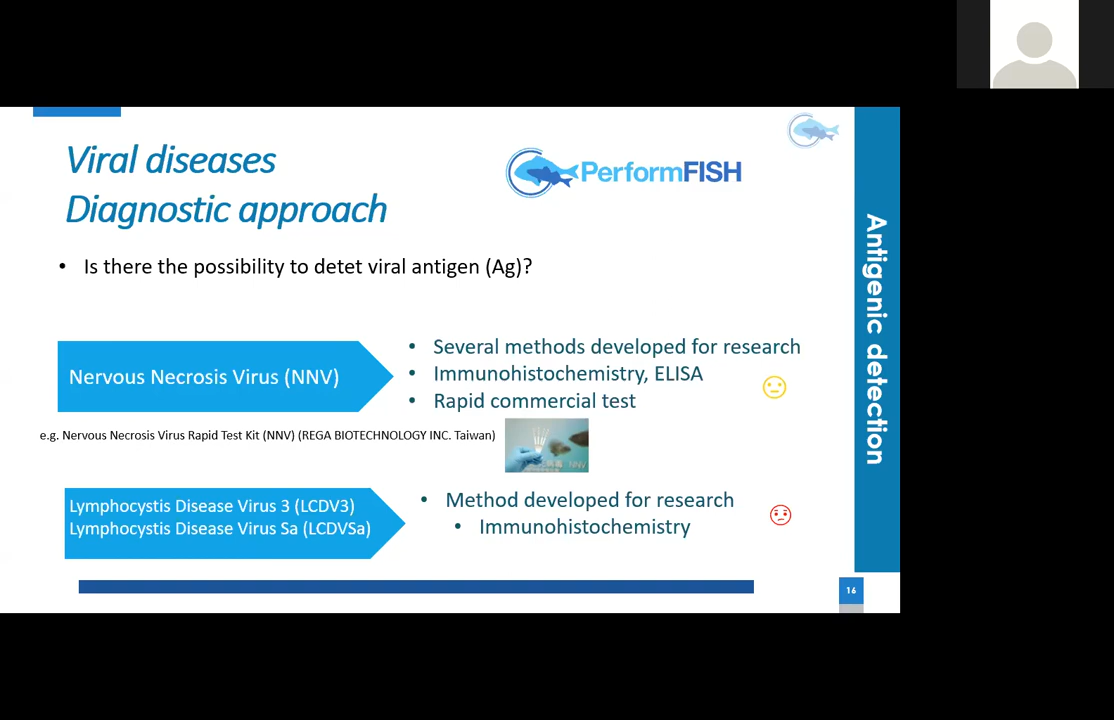 Viral diseases
Diagnostic approach
PerformFISH
• Is there the possibility to detet viral antigen (Ag)?
Nervous Necrosis Virus (NNV)
• Several methods developed for research
• Immunohistochemistry, ELISA
• Rapid commercial test
e.g. Nervous Necrosis Virus Rapid Test Kit (NNV) (REGA BIOTECHNOLOGY INC. Taiwan)
NNV
Lymphocystis Disease Virus 3 (LCDV3)
Lymphocystis Disease Virus Sa (LCDVSa)
• Method developed for research
• Immunohistochemistry
Antigenic detection
16